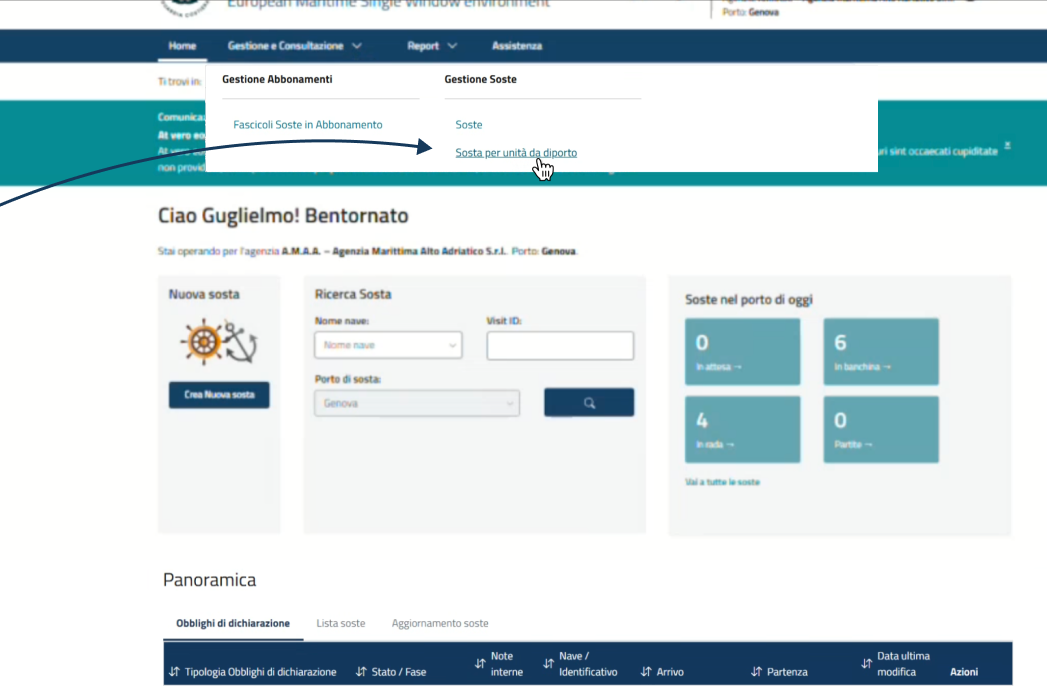 European Maritime Single Window environment
Porto: Genova
Home Gestione e Consultazione Report Assistenza
Ti trovi in:
Gestione Abbonamenti Gestione Soste
Fascicoli Soste in Abbonamento Soste
Sosta per unità da diporto
At vero eo
uri sint occaecati cupiditate x
non provid
Ciao Guglielmo! Bentornato
Stai operando per l'agenzia A.M.A.A. – Agenzia Marittima Alto Adriatico S.r.l. Porto: Genova.
Nuova sosta
Crea Nuova sosta
Ricerca Sosta
Nome nave: Visit ID:
Nome nave
Porto di sosta:
Genova
Soste nel porto di oggi
0 6
In attesa → In banchina →
4 0
In rada → Partite →
Vai a tutte le soste
Panoramica
Obblighi di dichiarazione Lista soste Aggiornamento soste
Tipologia Obblighi di dichiarazione Stato / Fase Note interne Nave / Identificativo Arrivo Partenza Data ultima modifica Azioni